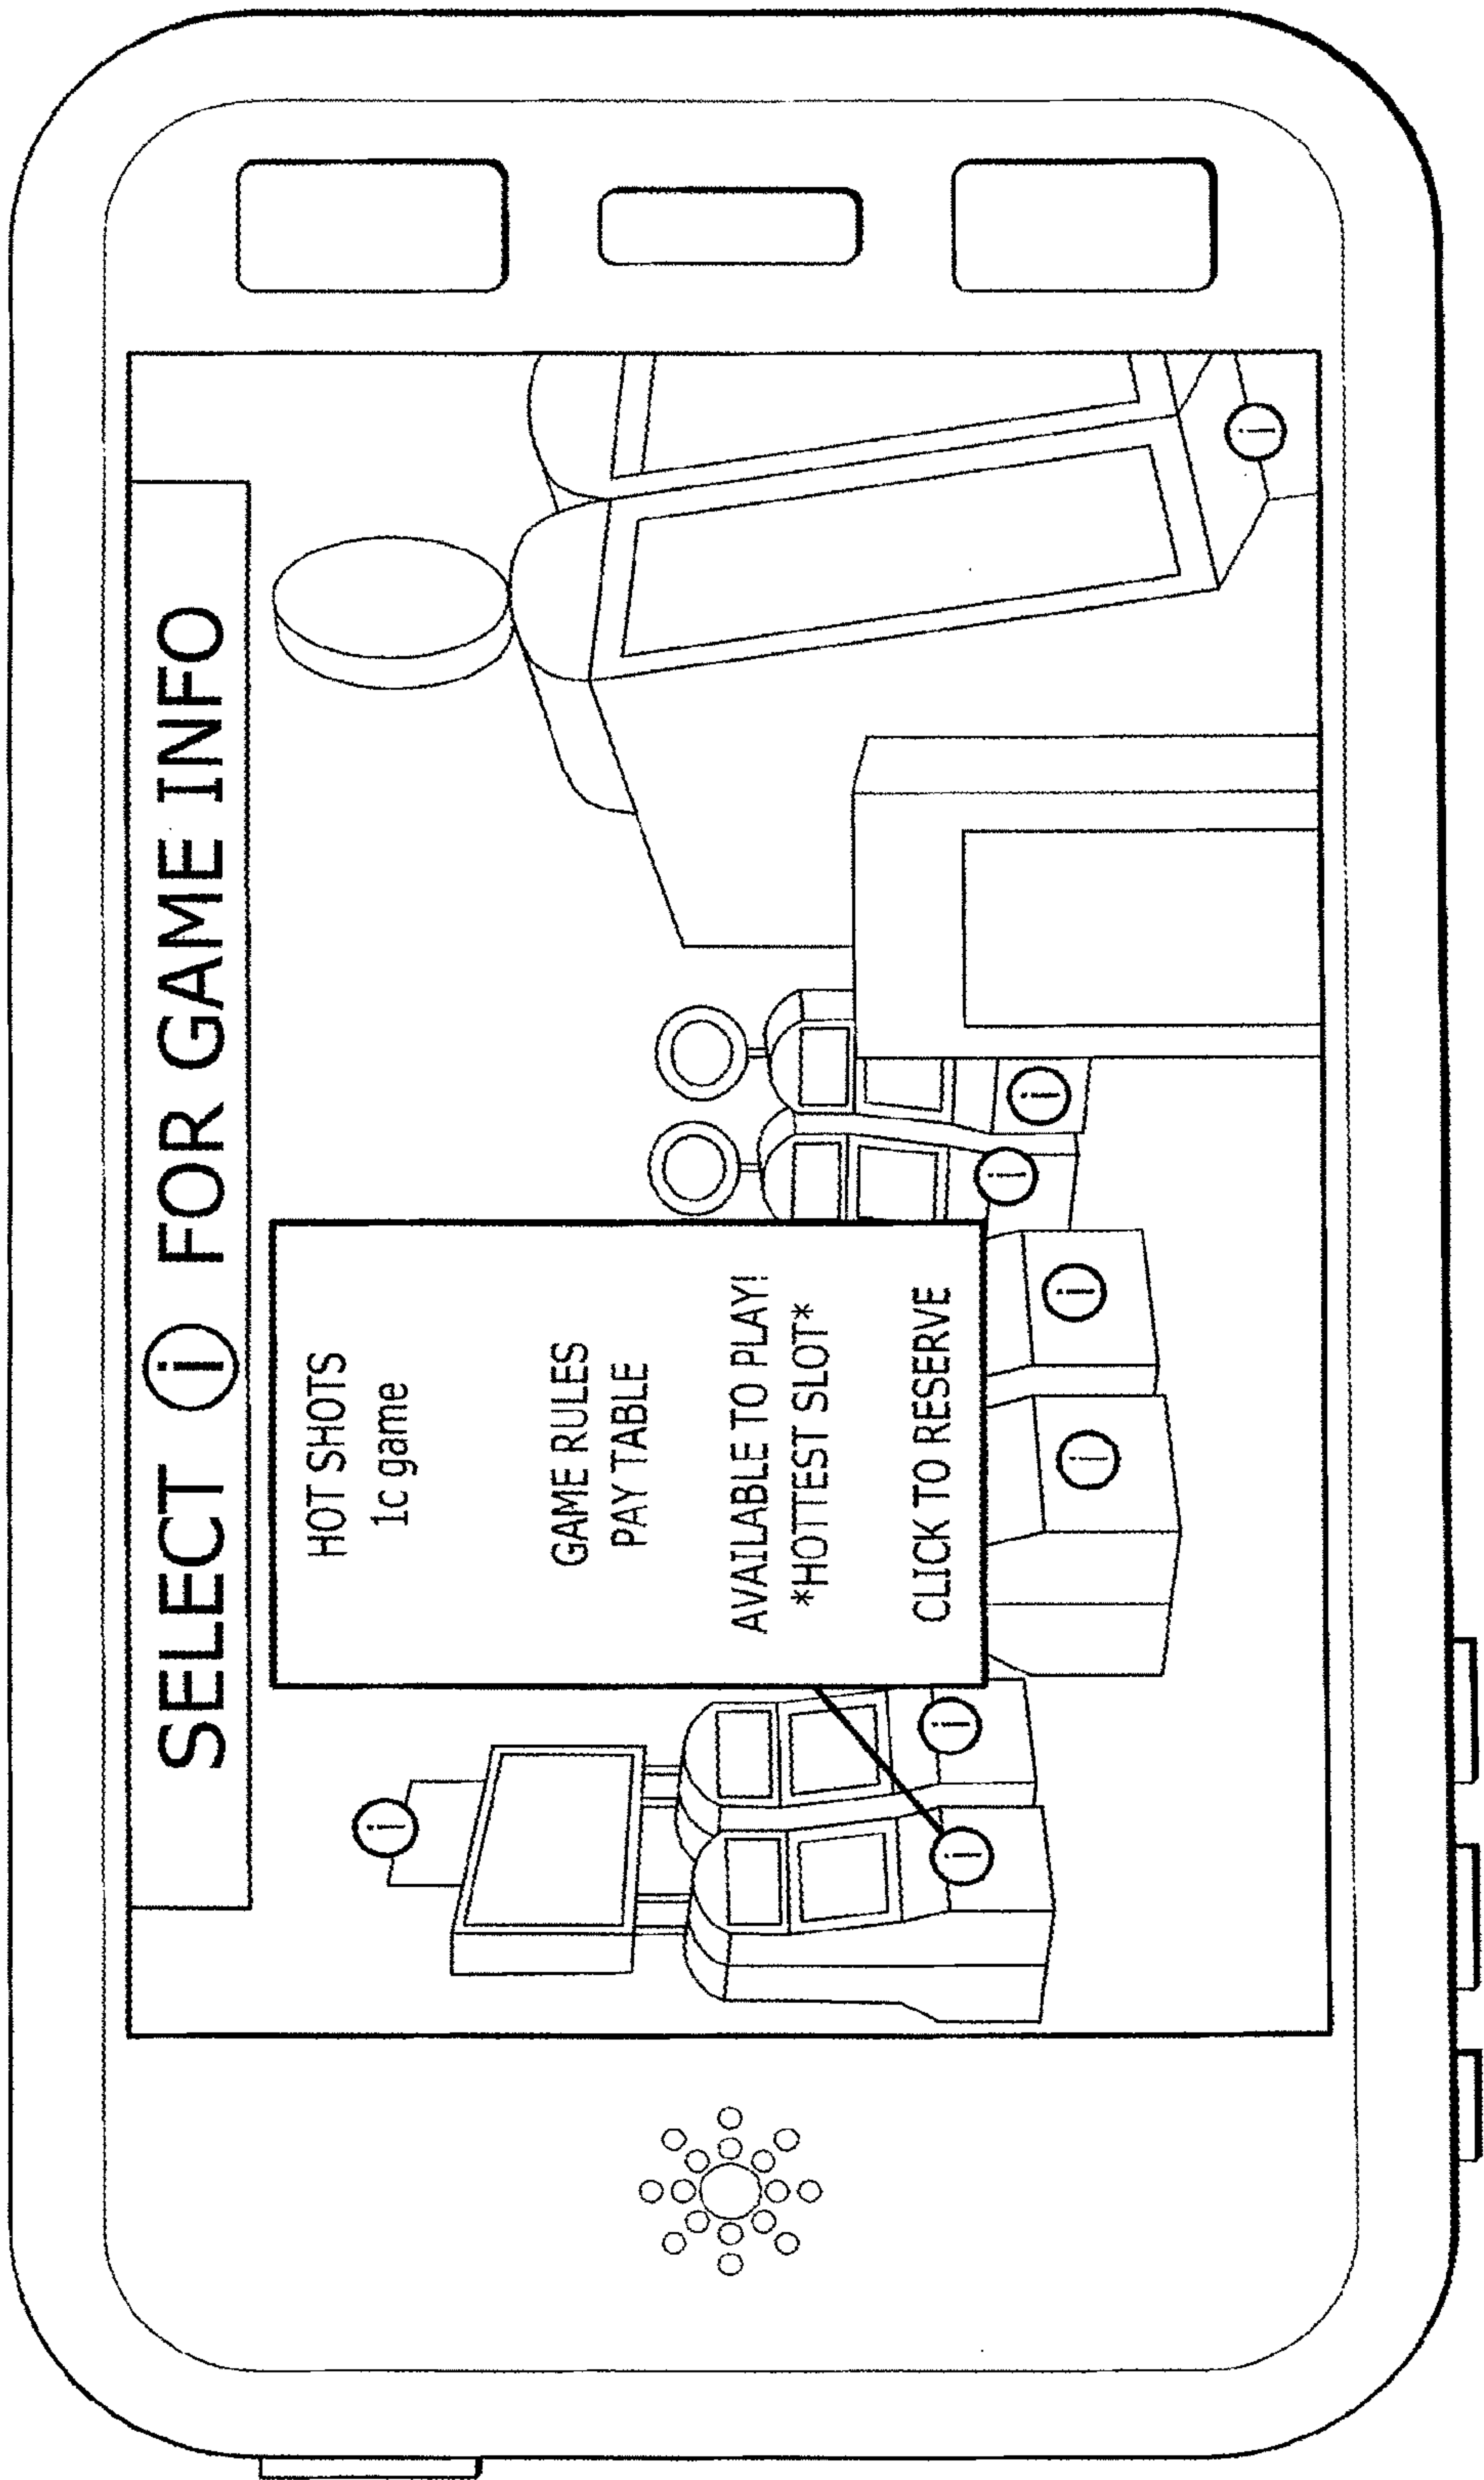 SELECT i FOR GAME INFO
HOT SHOTS
1c game
GAME RULES
PAY TABLE
AVAILABLE TO PLAY!
*HOTTEST SLOT*
CLICK TO RESERVE
i
i
i
i
i
i
i
i